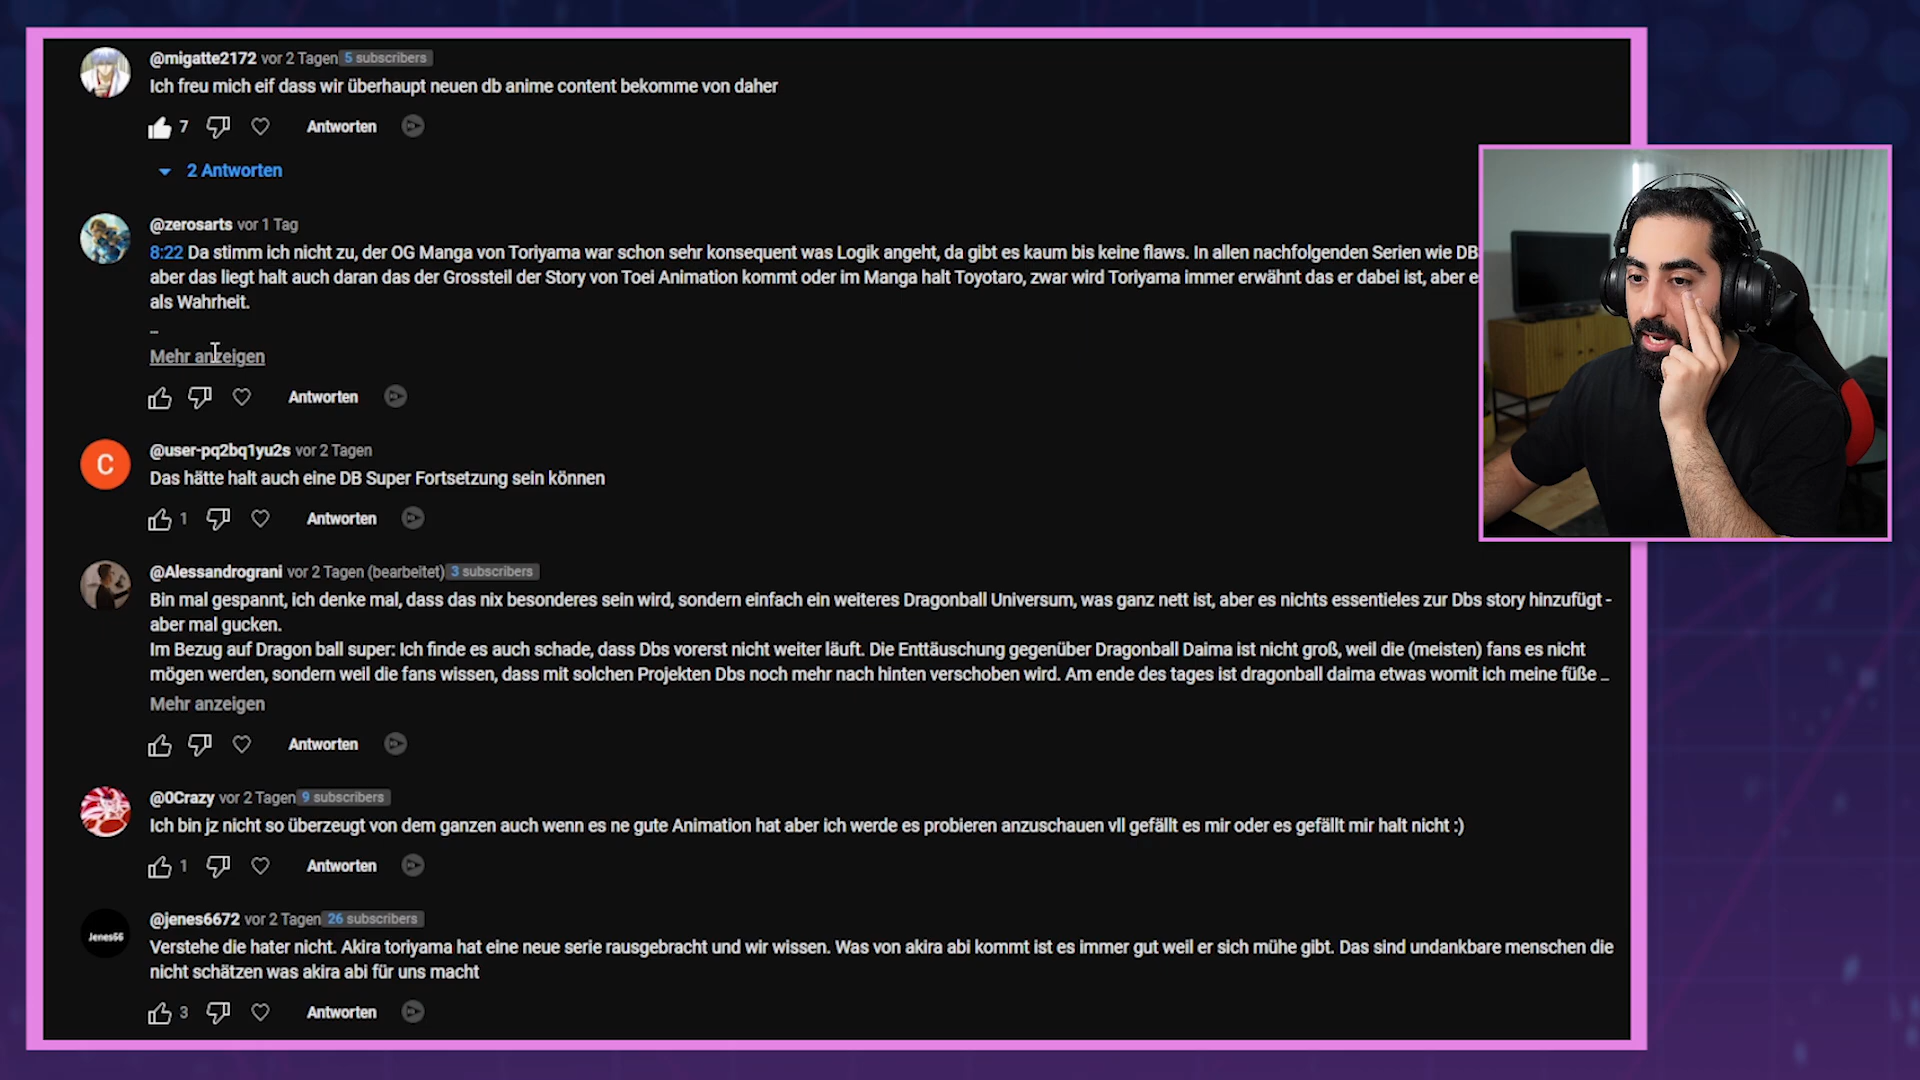 @migatte2172 vor 2 Tagen 5 subscribers
Ich freu mich eif dass wir überhaupt neuen db anime content bekomme von daher
7 Antworten
2 Antworten
@zerosarts vor 1 Tag
8:22 Da stimm ich nicht zu, der OG Manga von Toriyama war schon sehr konsequent was Logik angeht, da gibt es kaum bis keine flaws. In allen nachfolgenden Serien wie DB
aber das liegt halt auch daran das der Grossteil der Story von Toei Animation kommt oder im Manga halt Toyotaro, zwar wird Toriyama immer erwähnt das er dabei ist, aber e
als Wahrheit.
...
Mehr anzeigen
Antworten
C
@user-pq2bq1yu2s vor 2 Tagen
Das hätte halt auch eine DB Super Fortsetzung sein können
1 Antworten
@Alessandrograni vor 2 Tagen (bearbeitet) 3 subscribers
Bin mal gespannt, ich denke mal, dass das nix besonderes sein wird, sondern einfach ein weiteres Dragonball Universum, was ganz nett ist, aber es nichts essentieles zur Dbs story hinzufügt -
aber mal gucken.
Im Bezug auf Dragon ball super: Ich finde es auch schade, dass Dbs vorerst nicht weiter läuft. Die Enttäuschung gegenüber Dragonball Daima ist nicht groß, weil die (meisten) fans es nicht
mögen werden, sondern weil die fans wissen, dass mit solchen Projekten Dbs noch mehr nach hinten verschoben wird. Am ende des tages ist dragonball daima etwas womit ich meine füße ...
Mehr anzeigen
Antworten
@0Crazy vor 2 Tagen 9 subscribers
Ich bin jz nicht so überzeugt von dem ganzen auch wenn es ne gute Animation hat aber ich werde es probieren anzuschauen vll gefällt es mir oder es gefällt mir halt nicht :)
1 Antworten
Jenes66
@jenes6672 vor 2 Tagen 26 subscribers
Verstehe die hater nicht. Akira toriyama hat eine neue serie rausgebracht und wir wissen. Was von akira abi kommt ist es immer gut weil er sich mühe gibt. Das sind undankbare menschen die
nicht schätzen was akira abi für uns macht
3 Antworten